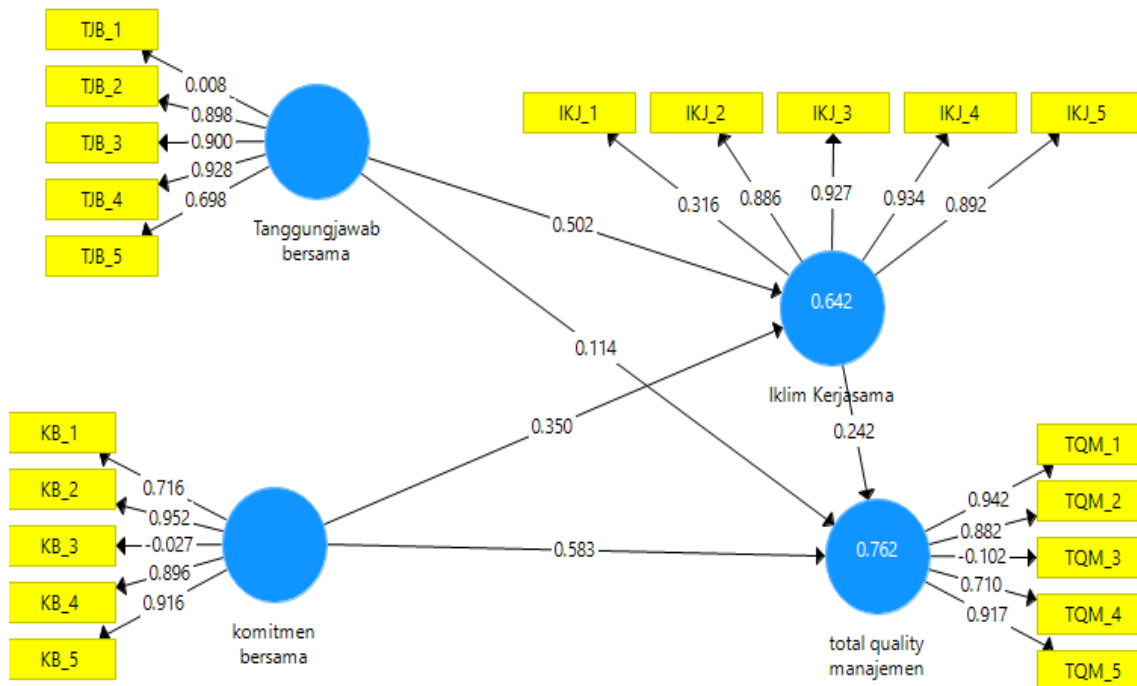 TJB_1
0.008
TJB_2
0.898
TJB_3
0.900
TJB_4
0.928
TJB_5
0.698
Tanggungjawab
bersama
IKJ_1
IKJ_2
IKJ_3
IKJ_4
IKJ_5
0.316
0.886
0.927
0.934
0.892
0.502
0.642
Iklim Kerjasama
0.114
0.350
0.242
KB_1
0.716
KB_2
0.952
KB_3
-0.027
KB_4
0.896
KB_5
0.916
komitmen
bersama
0.583
0.762
total quality
manajemen
TQM_1
0.942
TQM_2
0.882
TQM_3
-0.102
TQM_4
0.710
TQM_5
0.917